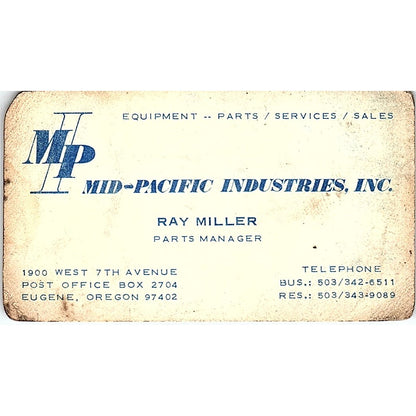 EQUIPMENT -- PARTS / SERVICES / SALES
MPI
MID-PACIFIC INDUSTRIES, INC.
RAY MILLER
PARTS MANAGER
1900 WEST 7TH AVENUE
POST OFFICE BOX 2704
EUGENE, OREGON 97402
TELEPHONE
BUS.: 503/342-6511
RES.: 503/343-9089